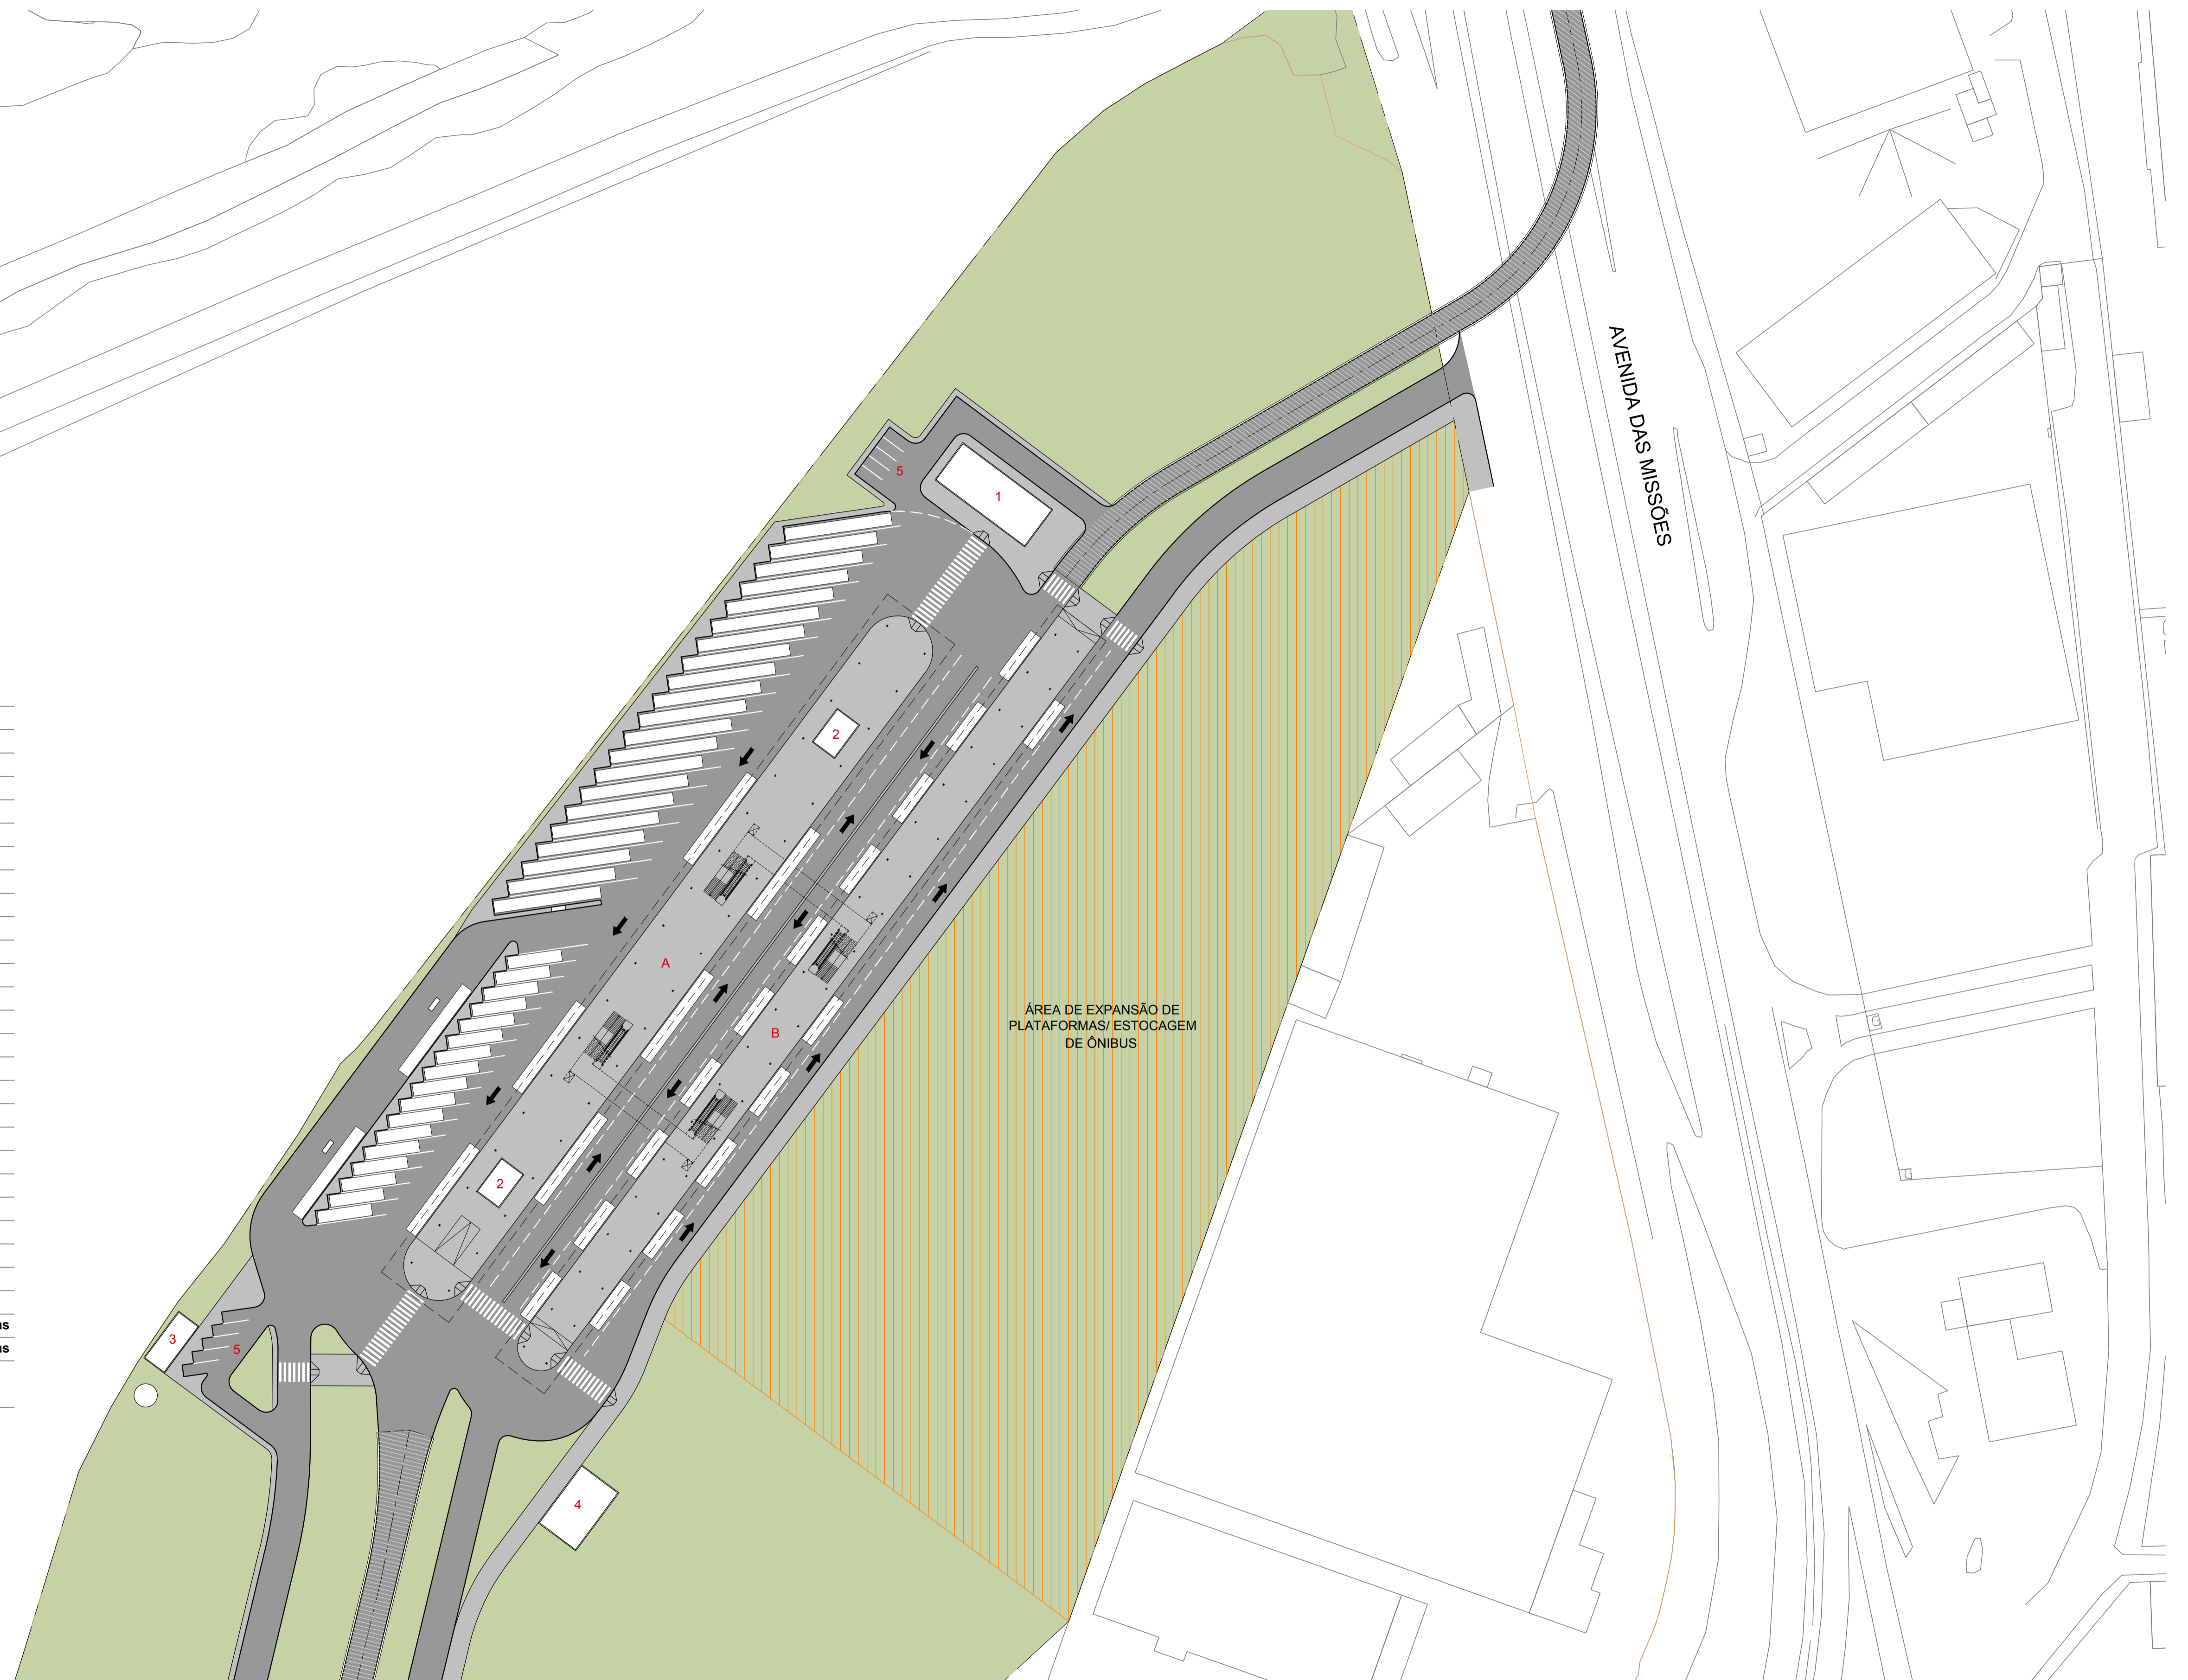 AVENIDA DAS MISSÕES
5
1
2
A
ÁREA DE EXPANSÃO DE
PLATAFORMAS/ ESTOCAGEM
DE ÔNIBUS
B
2
3
5
4